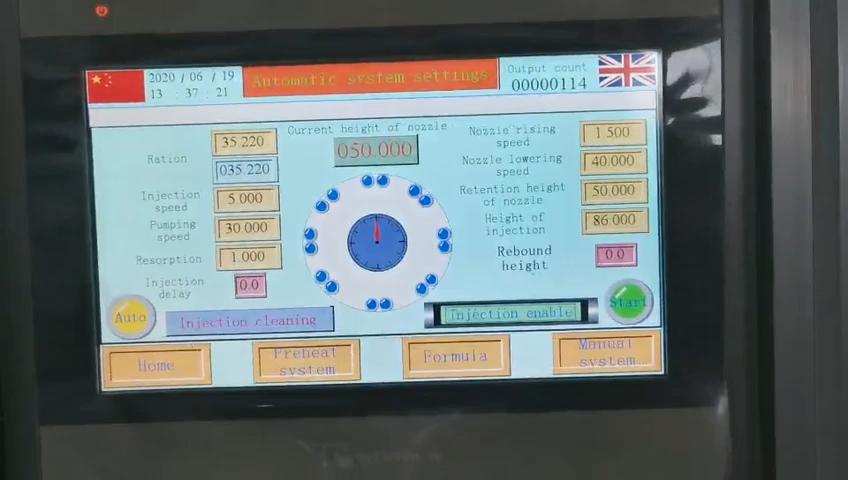 2020 / 06 / 19
13 : 37 : 21
Automatic system settings
Output count
00000114
Ration
35.220
035.220
Injection
speed
5.000
Pumping
speed
30.000
Resorption
1.000
Injection
delay
0.0
Current height of nozzle
050.000
Nozzle rising
speed
1.500
Nozzle lowering
speed
40.000
Retention height
of nozzle
50.000
Height of
injection
86.000
Rebound
height
0.0
Auto
Injection cleaning
Injection enable
Start
Home
Preheat
system
Formula
Manual
system